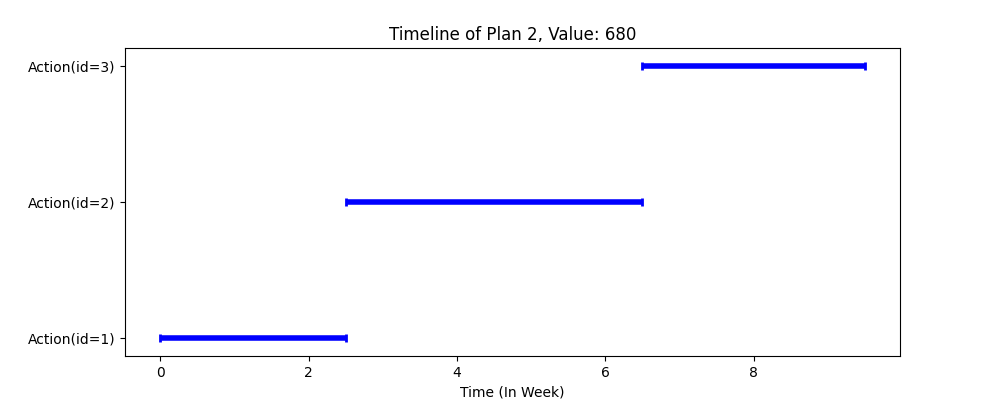 Timeline of Plan 2, Value: 680
Action(id=3)
Action(id=2)
Action(id=1)
0 2 4 6 8
Time (In Week)